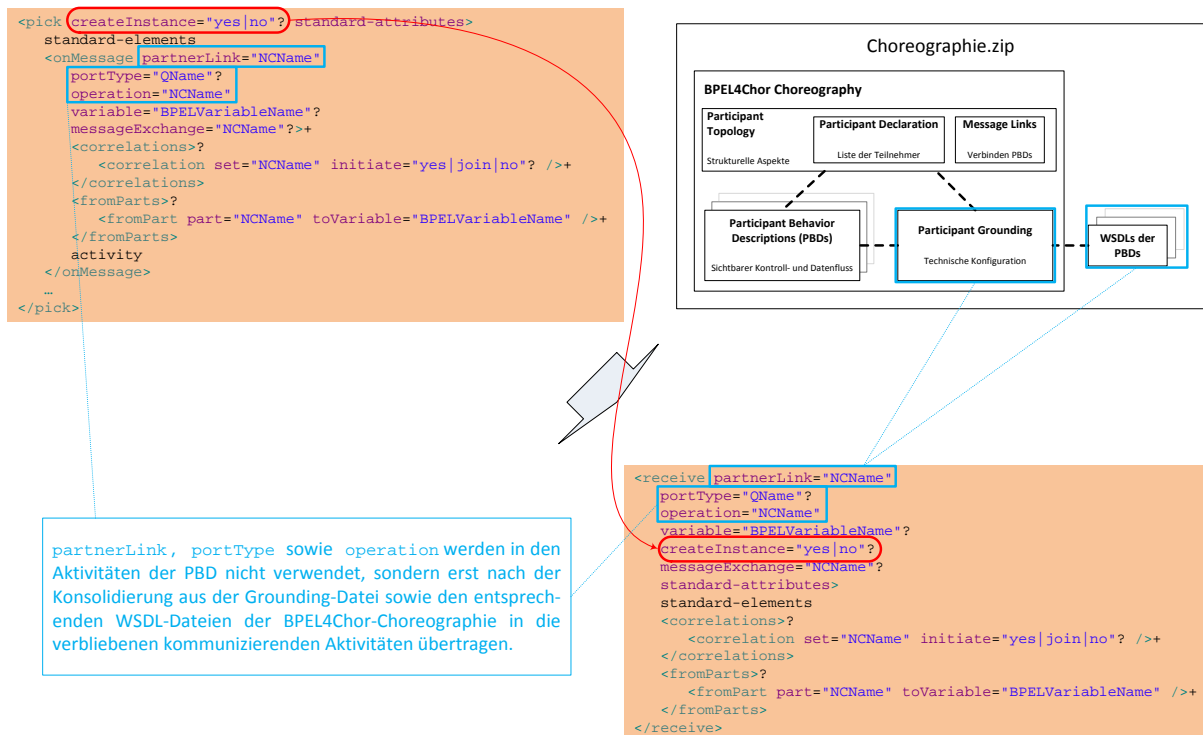 <pick createInstance="yes|no"? standard-attributes>
   standard-elements
   <onMessage partnerLink="NCName"
      portType="QName"?
      operation="NCName"
      variable="BPELVariableName"?
      messageExchange="NCName"?>+
      <correlations>?
         <correlation set="NCName" initiate="yes|join|no"? />+
      </correlations>
      <fromParts>?
         <fromPart part="NCName" toVariable="BPELVariableName" />+
      </fromParts>
      activity
   </onMessage>
   …
</pick>
Choreographie.zip
BPEL4Chor Choreography
Participant
Topology
Strukturelle Aspekte
Participant Declaration
Liste der Teilnehmer
Message Links
Verbinden PBDs
Participant Behavior
Descriptions (PBDs)
Sichtbarer Kontroll- und Datenfluss
Participant Grounding
Technische Konfiguration
WSDLs der
PBDs
partnerLink, portType sowie operation werden in den
Aktivitäten der PBD nicht verwendet, sondern erst nach der
Konsolidierung aus der Grounding-Datei sowie den entsprech-
enden WSDL-Dateien der BPEL4Chor-Choreographie in die
verbliebenen kommunizierenden Aktivitäten übertragen.
<receive partnerLink="NCName"
   portType="QName"?
   operation="NCName"
   variable="BPELVariableName"?
   createInstance="yes|no"?
   messageExchange="NCName"?
   standard-attributes>
   standard-elements
   <correlations>?
      <correlation set="NCName" initiate="yes|join|no"? />+
   </correlations>
   <fromParts>?
      <fromPart part="NCName" toVariable="BPELVariableName" />+
   </fromParts>
</receive>